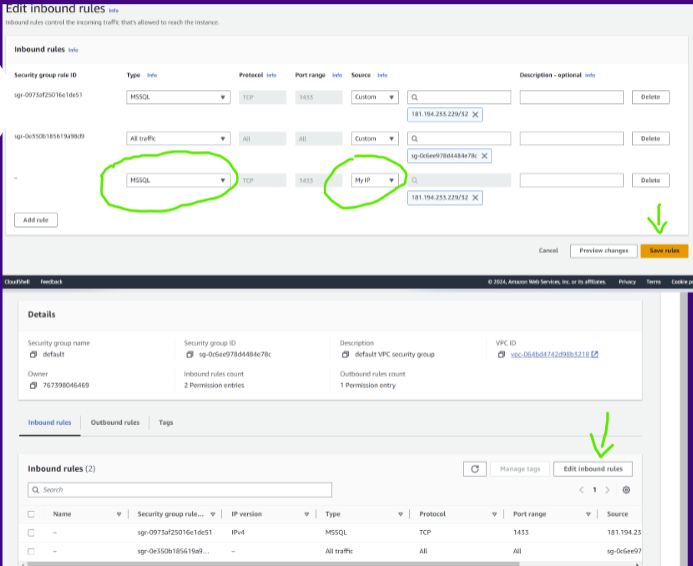 Edit inbound rules Info
Inbound rules control the incoming traffic that's allowed to reach the instance.
Inbound rules Info
Security group rule ID Type Info Protocol Info Port range Info Source Info Description - optional Info
sgr-0973af25016e1de51 MSSQL TCP 1433 Custom Delete
181.194.233.229/32 X
sgr-0e350b185619a98d9 All traffic All All Custom Delete
sg-0c6ee978d4484e78c X
- MSSQL TCP 1433 My IP Delete
181.194.233.229/32 X
Add rule
Cancel Preview changes Save rules
CloudShell Feedback © 2024, Amazon Web Services, Inc. or its affiliates. Privacy Terms Cookie pr
Details
Security group name Security group ID Description VPC ID
default sg-0c6ee978d4484e78c default VPC security group vpc-064bd4742d98b3218
Owner Inbound rules count Outbound rules count
767398046469 2 Permission entries 1 Permission entry
Inbound rules Outbound rules Tags
Inbound rules (2) Manage tags Edit inbound rules
Search < 1 >
Name Security group rule... IP version Type Protocol Port range Source
- sgr-0973af25016e1de51 IPv4 MSSQL TCP 1433 181.194.23
- sgr-0e350b185619a9... - All traffic All All sg-0c6ee97